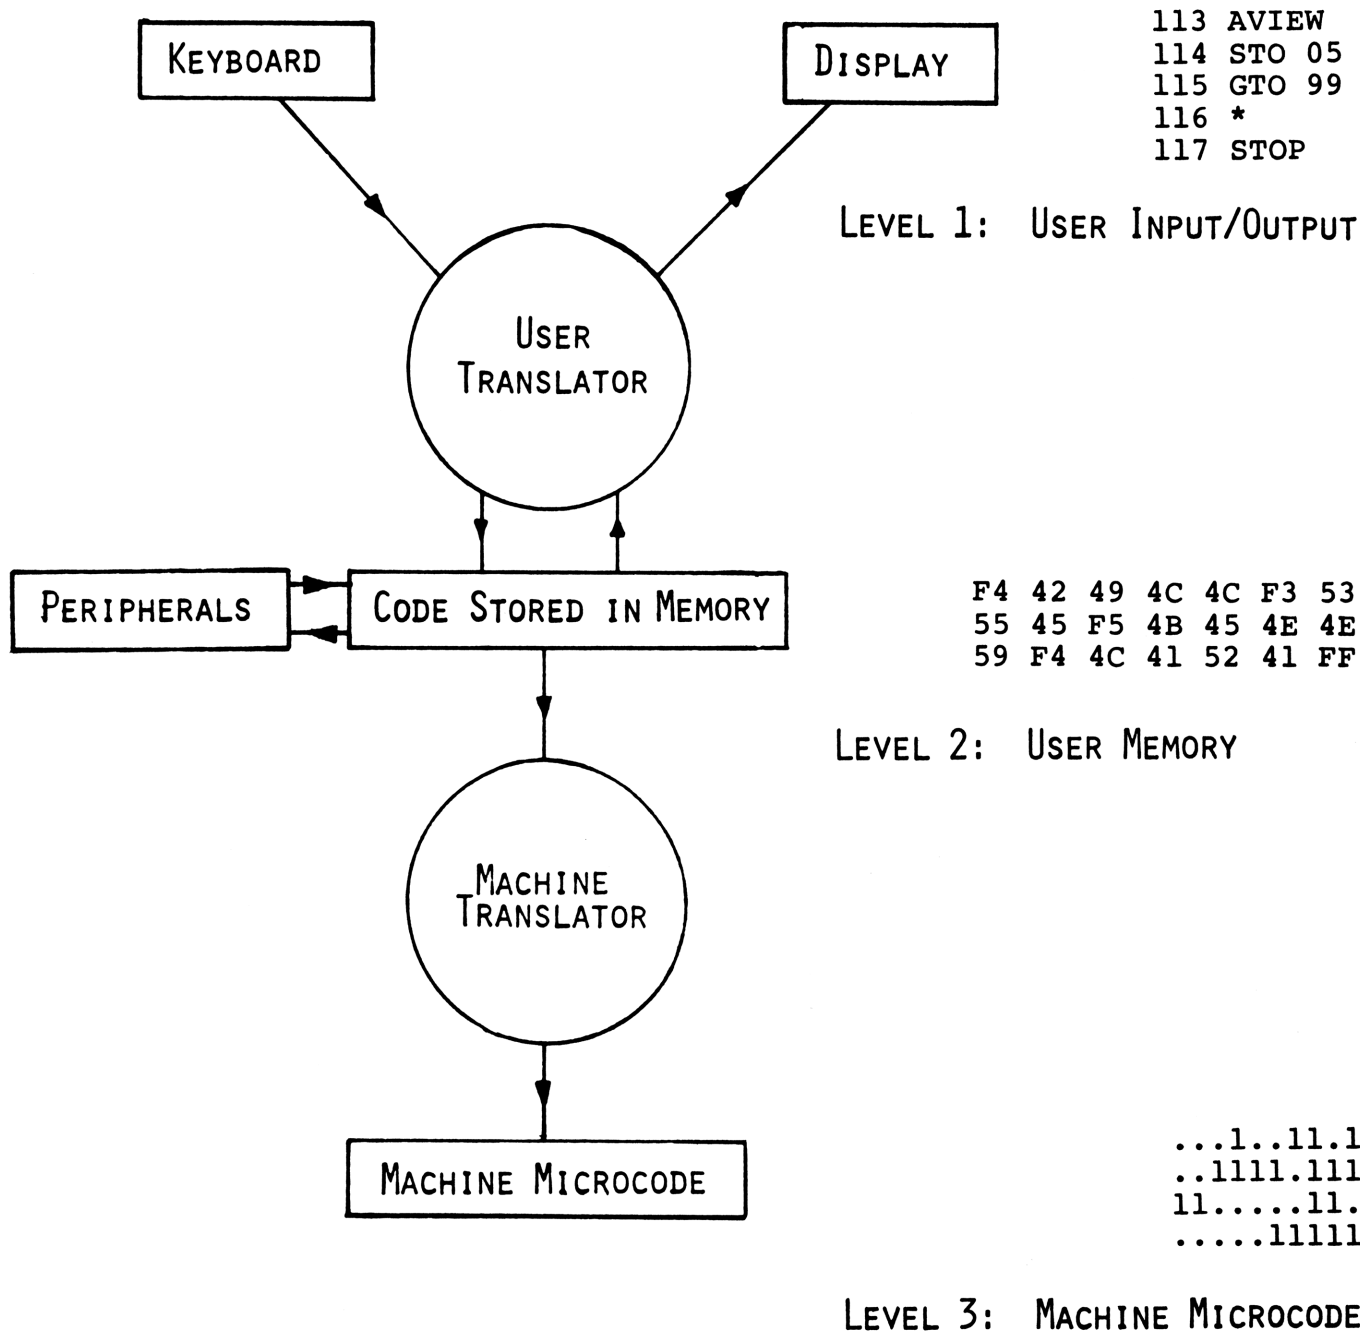 KEYBOARD
DISPLAY
113 AVIEW
114 STO 05
115 GTO 99
116 *
117 STOP
LEVEL 1: USER INPUT/OUTPUT
USER
TRANSLATOR
PERIPHERALS
CODE STORED IN MEMORY
F4 42 49 4C 4C F3 53
55 45 F5 4B 45 4E 4E
59 F4 4C 41 52 41 FF
LEVEL 2: USER MEMORY
MACHINE
TRANSLATOR
MACHINE MICROCODE
...1..11.1
..1111.111
11.....11.
.....11111
LEVEL 3: MACHINE MICROCODE